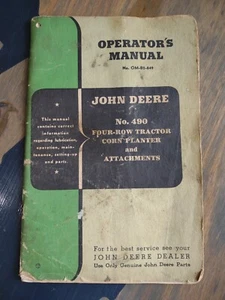 OPERATOR'S
MANUAL
JOHN DEERE
This manual
contains correct
information
regarding lubrication,
operation, main-
tenance, setting-up
and parts.
No. 490
FOUR-ROW TRACTOR
CORN PLANTER
and
ATTACHMENTS
For the best service see your
JOHN DEERE DEALER
Use Only Genuine John Deere Parts